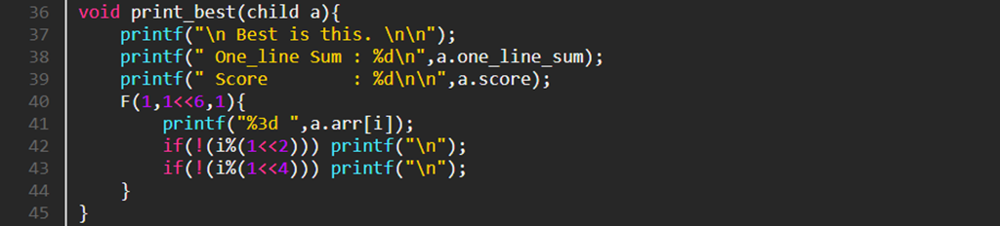 36 void print_best(child a){
37     printf("\n Best is this. \n\n");
38     printf(" One_line Sum : %d\n",a.one_line_sum);
39     printf(" Score        : %d\n\n",a.score);
40     F(1,1<<6,1){
41         printf("%3d ",a.arr[i]);
42         if(!(i%(1<<2))) printf("\n");
43         if(!(i%(1<<4))) printf("\n");
44     }
45 }